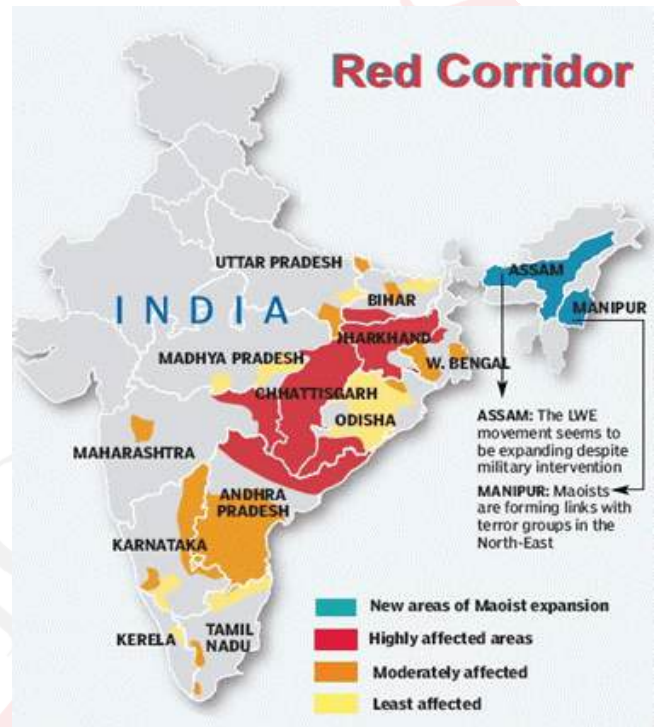 Red Corridor
UTTAR PRADESH
ASSAM
BIHAR
INDIA
MANIPUR
JHARKHAND
MADHYA PRADESH
W. BENGAL
CHHATTISGARH
ODISHA
MAHARASHTRA
ANDHRA
PRADESH
KARNATAKA
KERELA
TAMIL
NADU
ASSAM: The LWE
movement seems to
be expanding despite
military intervention
MANIPUR: Maoists
are forming links with
terror groups in the
North-East
New areas of Maoist expansion
Highly affected areas
Moderately affected
Least affected